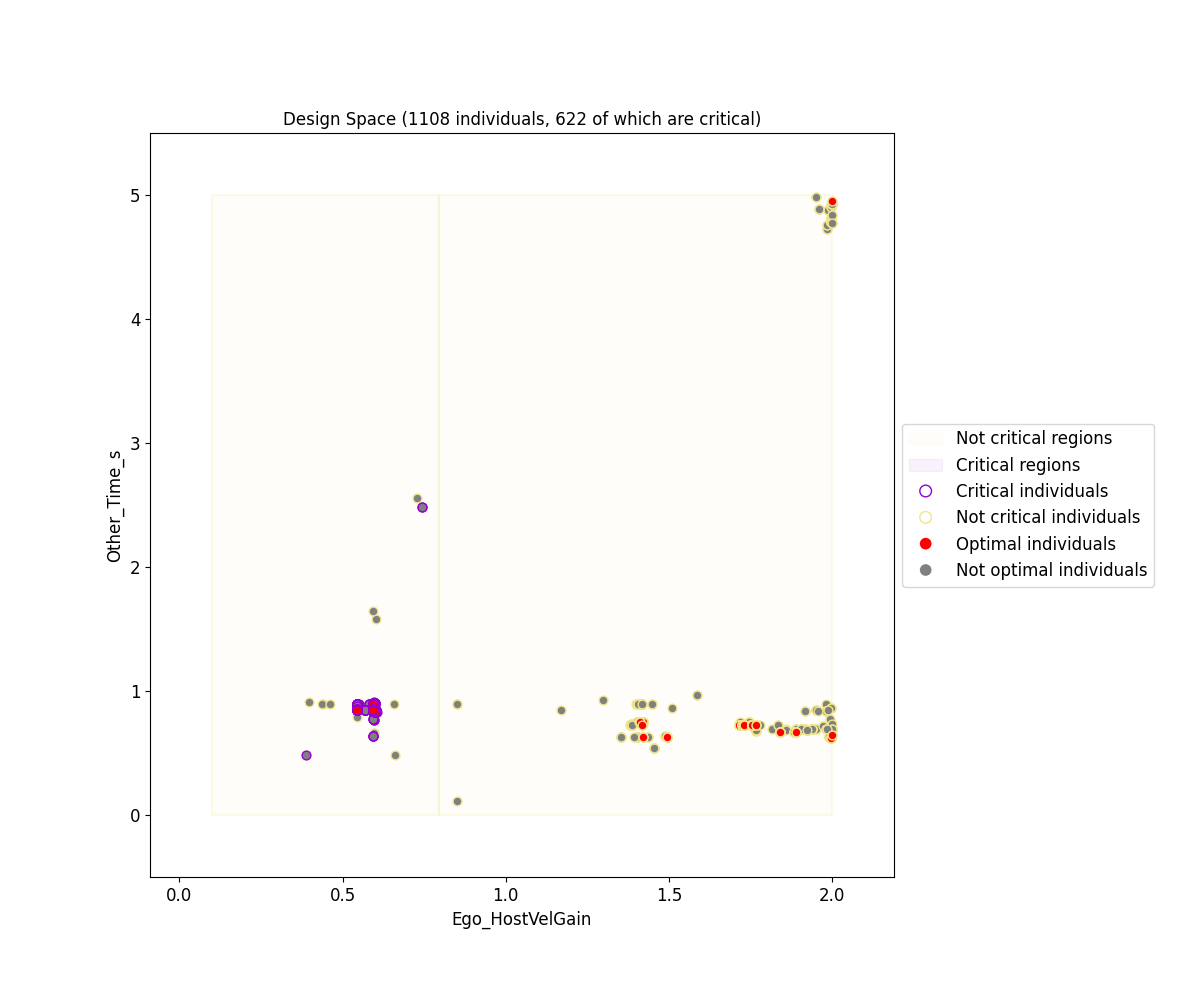 Design Space (1108 individuals, 622 of which are critical)
5
4
3
2
1
0
Other_Time_s
0.0
0.5
1.0
1.5
2.0
Ego_HostVelGain
Not critical regions
Critical regions
Critical individuals
Not critical individuals
Optimal individuals
Not optimal individuals